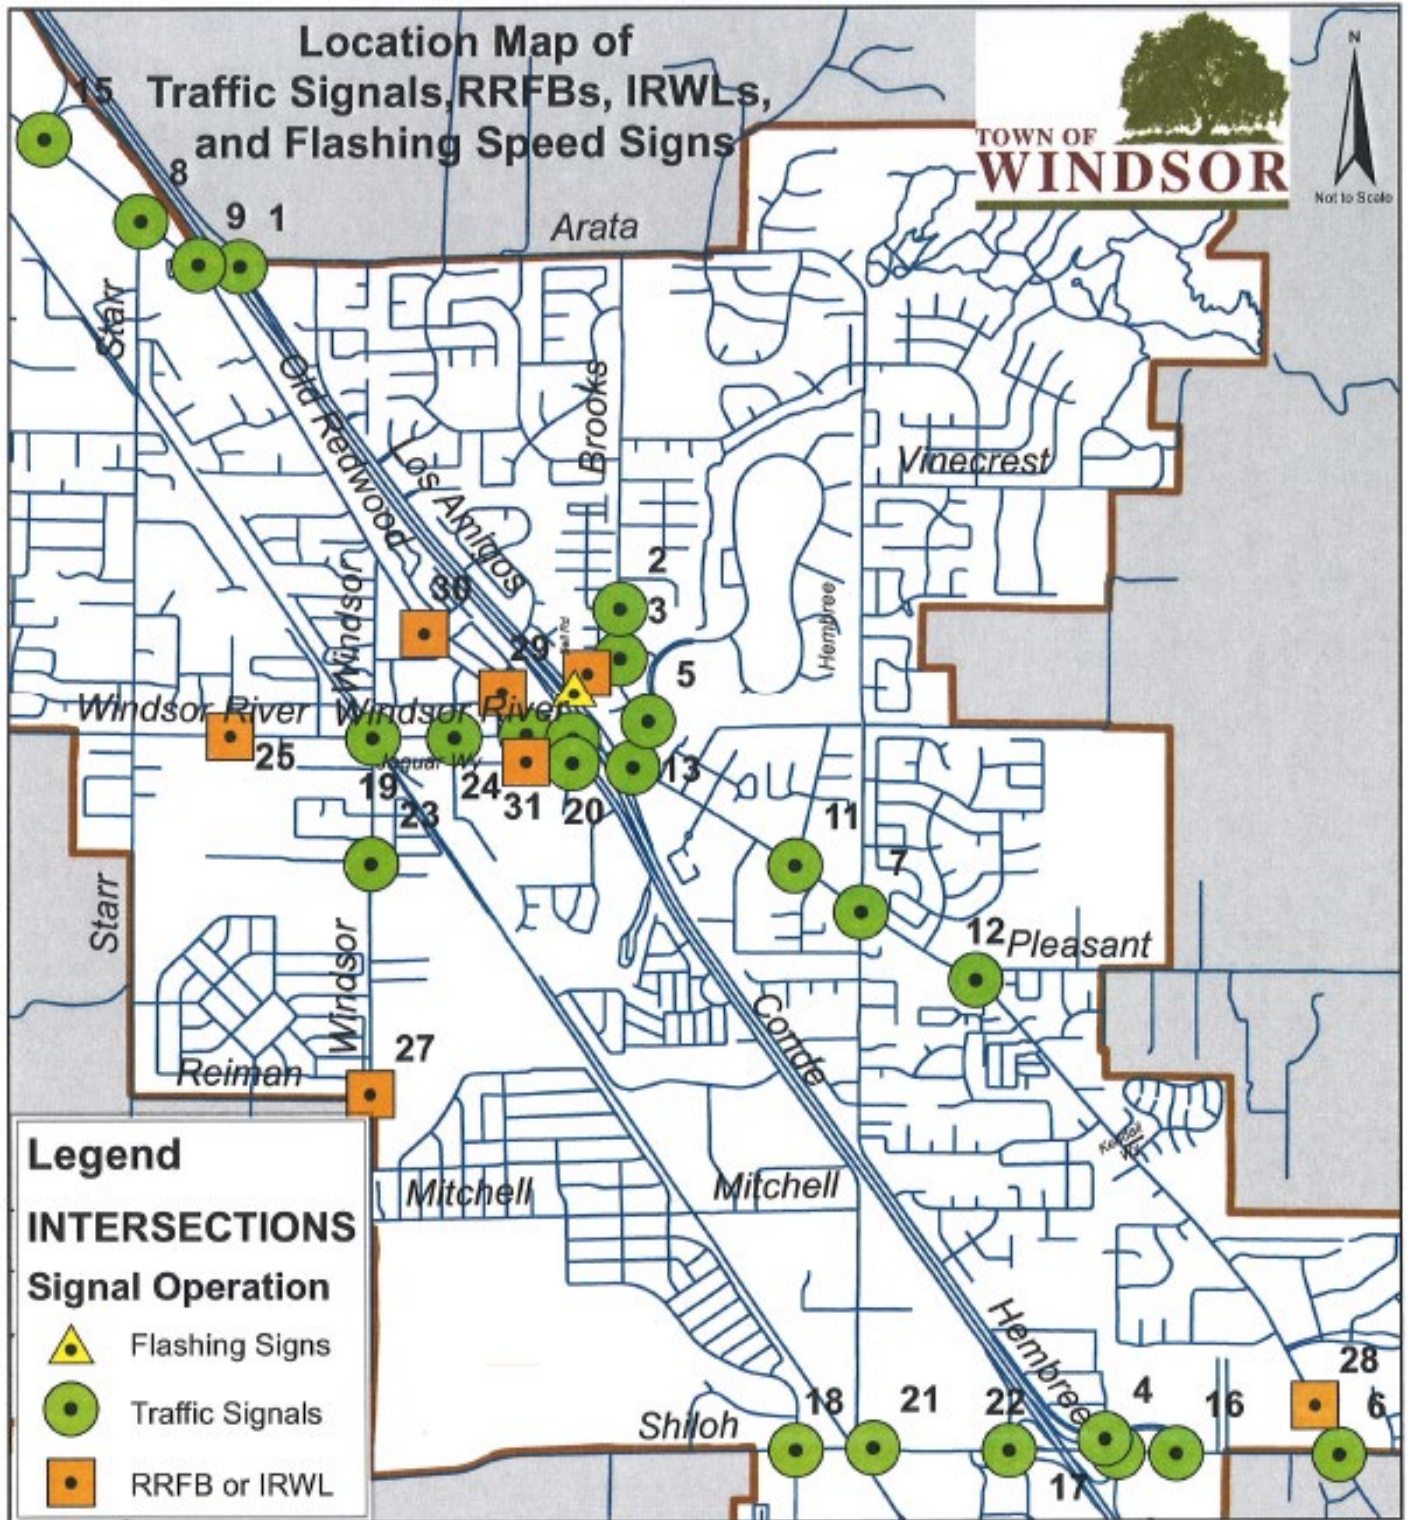 Location Map of
Traffic Signals,RRFBs, IRWLs,
and Flashing Speed Signs
TOWN OF
WINDSOR
N
Not to Scale
15
8
9 1
Arata
Starr
Old Redwood
Los Amigos
Brooks
Vinecrest
Hembree
Windsor
30
2
3
29
5
Windsor River
Windsor River
25
Jaguar Wy
19
24
31
20
13
23
11
7
12
Pleasant
Starr
Windsor
Conde
27
Reiman
Mitchell
Mitchell
Kendall
Wy
Hembree
28
6
Shiloh
18
21
22
4
16
17
Legend
INTERSECTIONS
Signal Operation
Flashing Signs
Traffic Signals
RRFB or IRWL